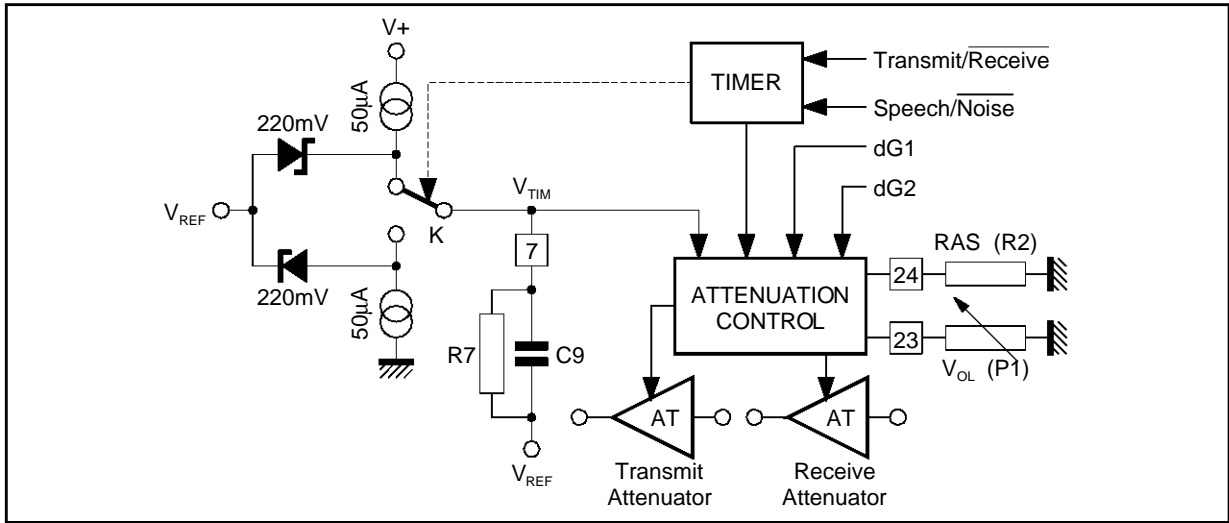 V+
50µA
220mV
V_REF
220mV
50µA
K
TIMER
Transmit/Receive
Speech/Noise
dG1
dG2
V_TIM
7
R7
C9
V_REF
ATTENUATION
CONTROL
24
RAS (R2)
23
V_OL (P1)
AT
AT
Transmit
Attenuator
Receive
Attenuator